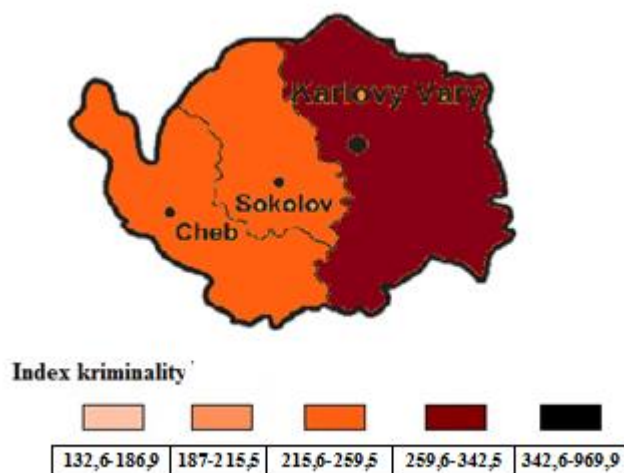 Karlovy Vary
Sokolov
Cheb
Index kriminality
132,6-186,9 187-215,5 215,6-259,5 259,6-342,5 342,6-969,9